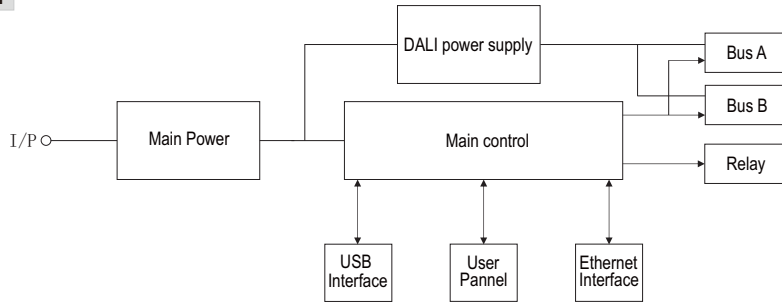 DALI power supply
Bus A
Bus B
I/P
Main Power
Main control
Relay
USB
Interface
User
Pannel
Ethernet
Interface